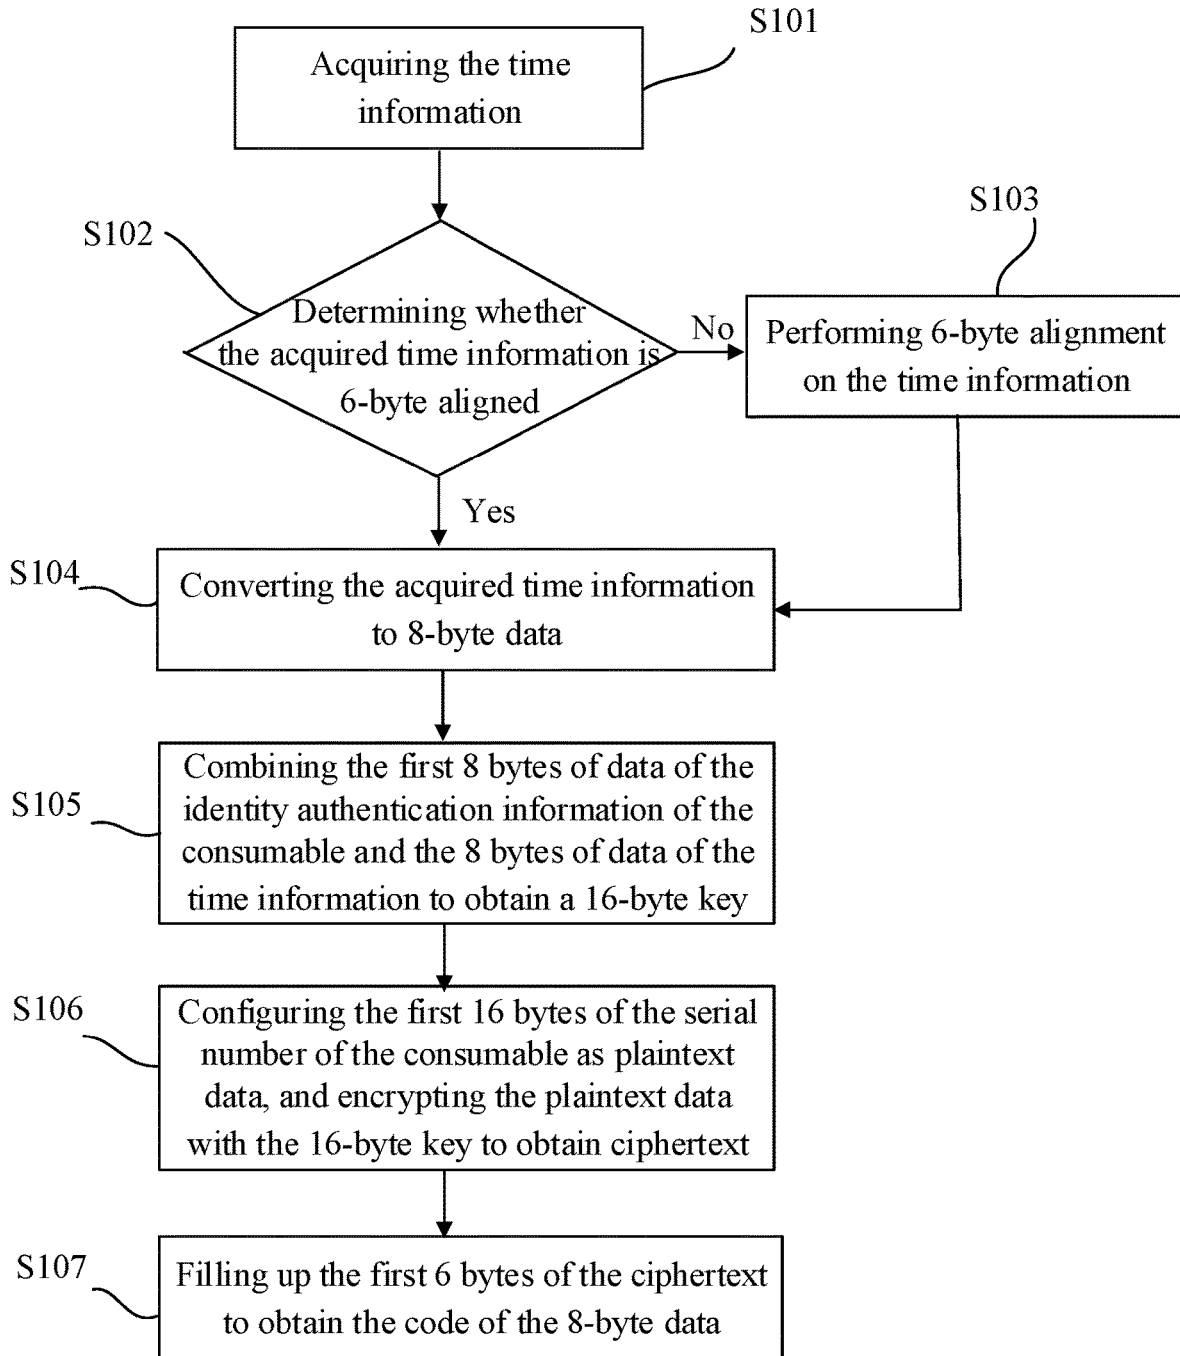 S101
Acquiring the time
information
S102
Determining whether
the acquired time information is
6-byte aligned
No
S103
Performing 6-byte alignment
on the time information
Yes
S104
Converting the acquired time information
to 8-byte data
S105
Combining the first 8 bytes of data of the
identity authentication information of the
consumable and the 8 bytes of data of the
time information to obtain a 16-byte key
S106
Configuring the first 16 bytes of the serial
number of the consumable as plaintext
data, and encrypting the plaintext data
with the 16-byte key to obtain ciphertext
S107
Filling up the first 6 bytes of the ciphertext
to obtain the code of the 8-byte data